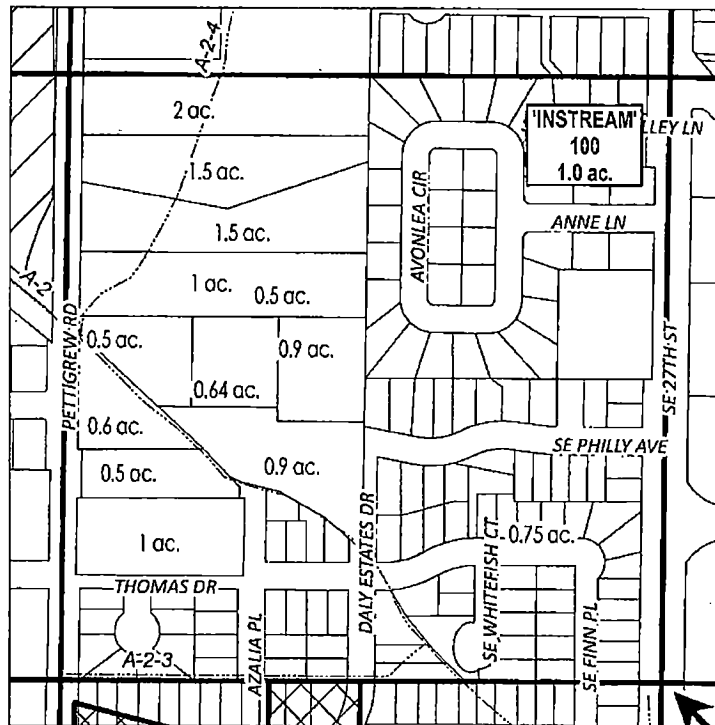 A-2-4
2 ac.
'INSTREAM'
100
1.0 ac.
LLEY LN
1.5 ac.
AVONLEA CIR
1.5 ac.
ANNE LN
A-2
1 ac.
0.5 ac.
PETTIGREW RD
0.5 ac.
0.9 ac.
SE 27TH ST
0.64 ac.
0.6 ac.
SE PHILLY AVE
0.5 ac.
0.9 ac.
DALY ESTATES DR
SE WHITEFISH CT
0.75 ac.
1 ac.
THOMAS DR
AZALIA PL
SE FINN PL
A-2-3